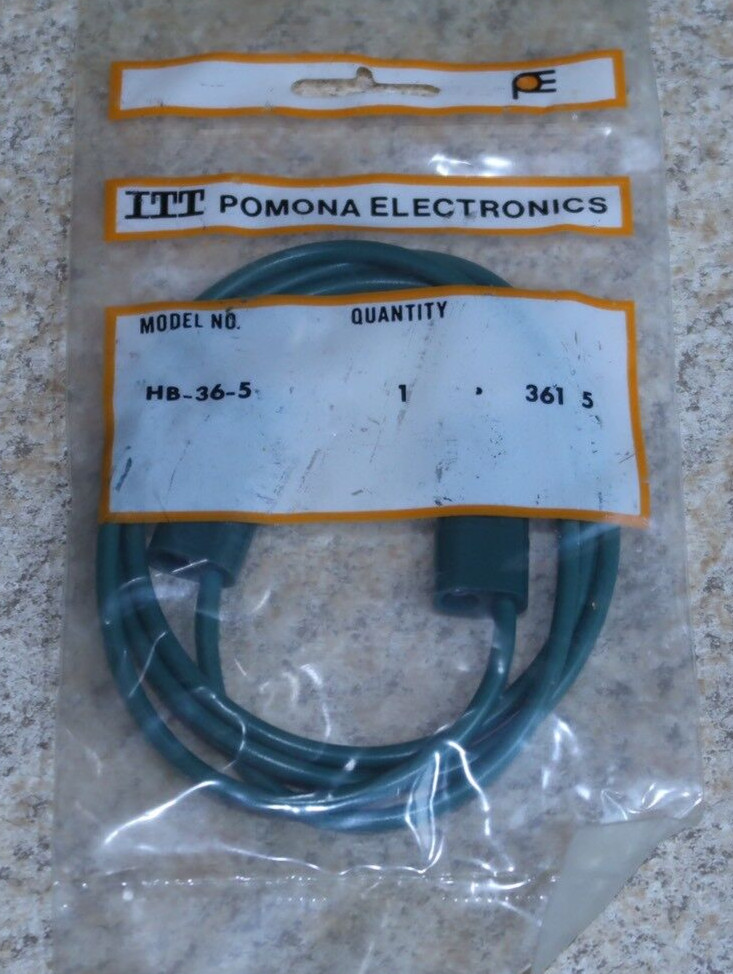 PE
ITT POMONA ELECTRONICS
MODEL NO. QUANTITY
HB-36-5 1 361 5